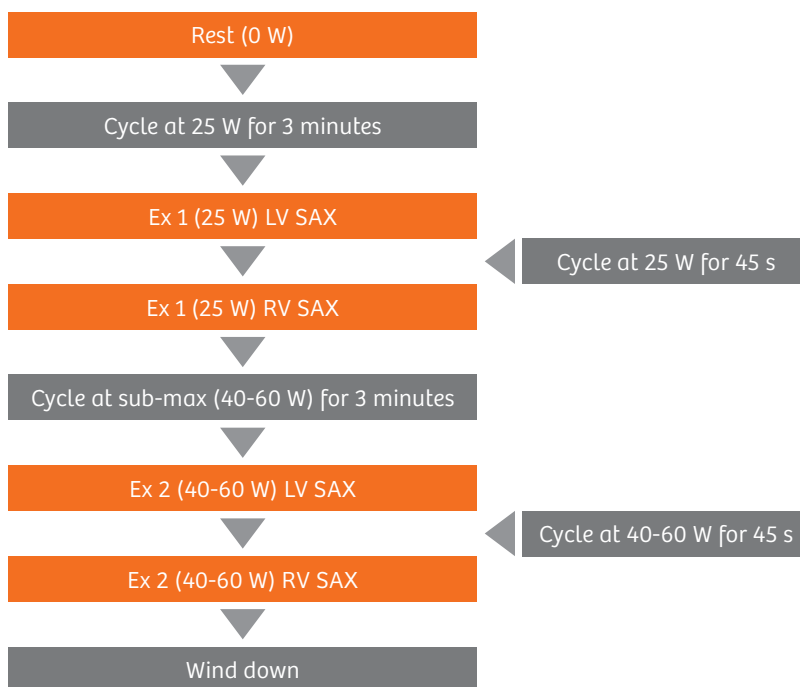 Rest (0 W)
Cycle at 25 W for 3 minutes
Ex 1 (25 W) LV SAX
Cycle at 25 W for 45 s
Ex 1 (25 W) RV SAX
Cycle at sub-max (40-60 W) for 3 minutes
Ex 2 (40-60 W) LV SAX
Cycle at 40-60 W for 45 s
Ex 2 (40-60 W) RV SAX
Wind down